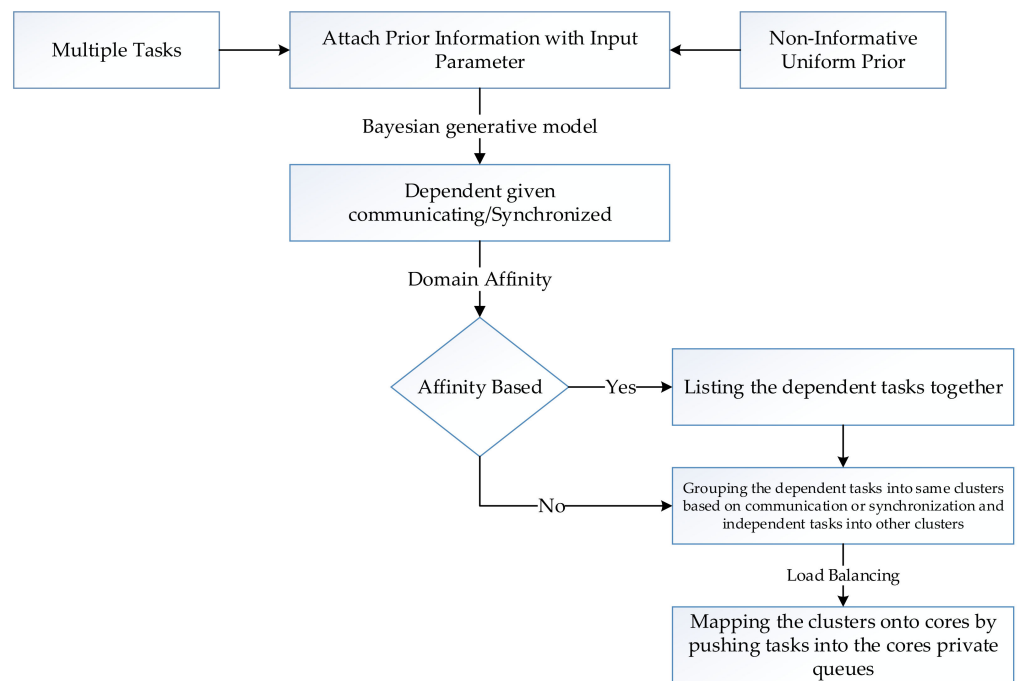 Multiple Tasks
Attach Prior Information with Input
Parameter
Non-Informative
Uniform Prior
Bayesian generative model
Dependent given
communicating/Synchronized
Domain Affinity
Affinity Based
Yes
Listing the dependent tasks together
No
Grouping the dependent tasks into same clusters
based on communication or synchronization and
independent tasks into other clusters
Load Balancing
Mapping the clusters onto cores by
pushing tasks into the cores private
queues